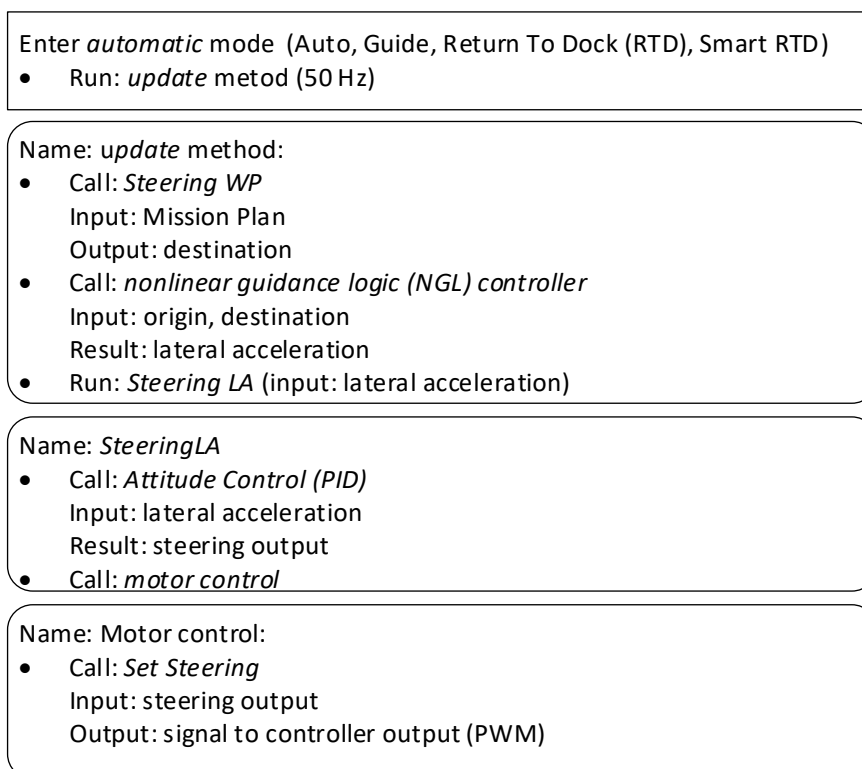 Enter automatic mode (Auto, Guide, Return To Dock (RTD), Smart RTD)
• Run: update metod (50 Hz)
Name: update method:
• Call: Steering WP
Input: Mission Plan
Output: destination
• Call: nonlinear guidance logic (NGL) controller
Input: origin, destination
Result: lateral acceleration
• Run: Steering LA (input: lateral acceleration)
Name: SteeringLA
• Call: Attitude Control (PID)
Input: lateral acceleration
Result: steering output
• Call: motor control
Name: Motor control:
• Call: Set Steering
Input: steering output
Output: signal to controller output (PWM)